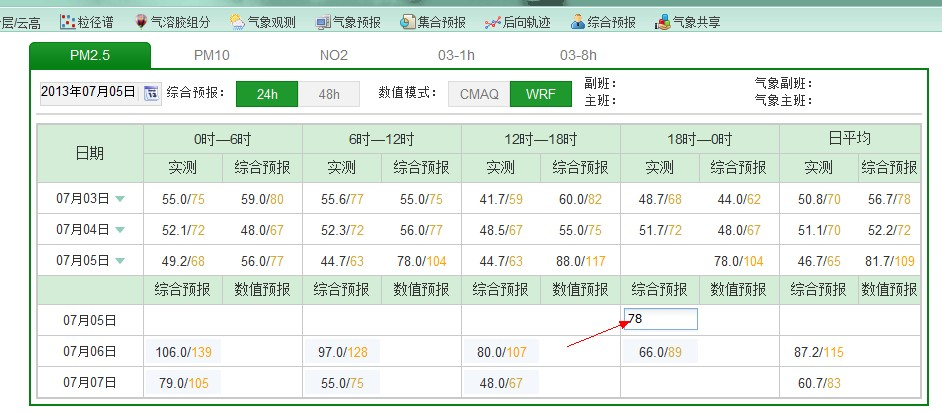 层/云高 粒径谱 气溶胶组分 气象观测 气象预报 集合预报 后向轨迹 综合预报 气象共享
PM2.5 PM10 NO2 03-1h 03-8h
2013年07月05日 综合预报: 24h 48h 数值模式: CMAQ WRF 副班: 气象副班:
主班: 气象主班:
日期 0时—6时 6时—12时 12时—18时 18时—0时 日平均
实测 综合预报 实测 综合预报 实测 综合预报 实测 综合预报 实测 综合预报
07月03日 55.0/75 59.0/80 55.6/77 55.0/75 41.7/59 60.0/82 48.7/68 44.0/62 50.8/70 56.7/78
07月04日 52.1/72 48.0/67 52.3/72 56.0/77 48.5/67 55.0/75 51.7/72 48.0/67 51.1/70 52.2/72
07月05日 49.2/68 56.0/77 44.7/63 78.0/104 44.7/63 88.0/117 78.0/104 46.7/65 81.7/109
综合预报 数值预报 综合预报 数值预报 综合预报 数值预报 综合预报 数值预报 综合预报 数值预报
07月05日 78
07月06日 106.0/139 97.0/128 80.0/107 66.0/89 87.2/115
07月07日 79.0/105 55.0/75 48.0/67 60.7/83